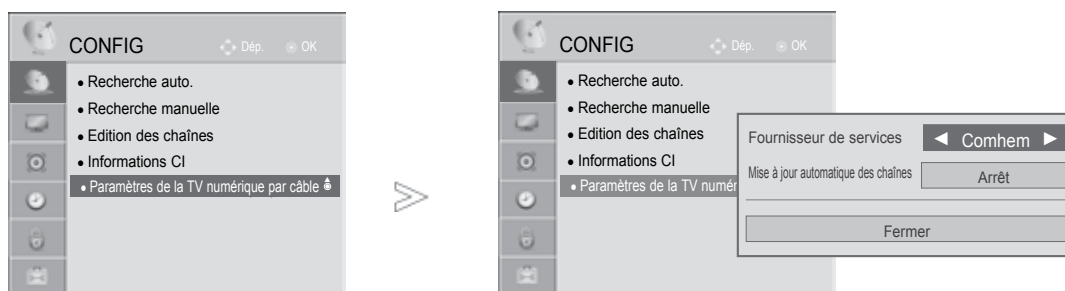 CONFIG
Dép. OK
• Recherche auto.
• Recherche manuelle
• Edition des chaînes
• Informations CI
• Paramètres de la TV numérique par câble
CONFIG
Dép. OK
• Recherche auto.
• Recherche manuelle
• Edition des chaînes
• Informations CI
• Paramètres de la TV numér
Fournisseur de services ◄ Comhem ►
Mise à jour automatique des chaînes Arrêt
Fermer